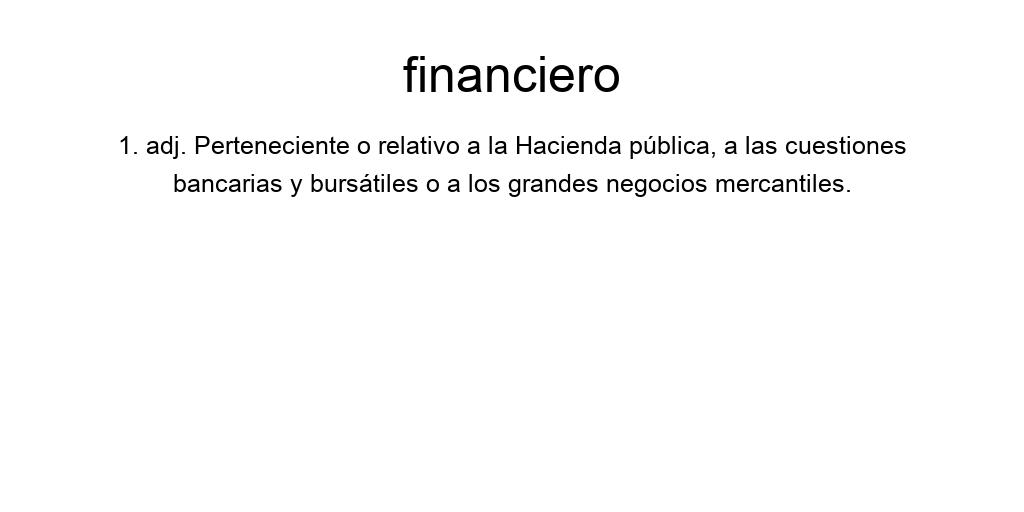 financiero
1. adj. Perteneciente o relativo a la Hacienda pública, a las cuestiones
bancarias y bursátiles o a los grandes negocios mercantiles.